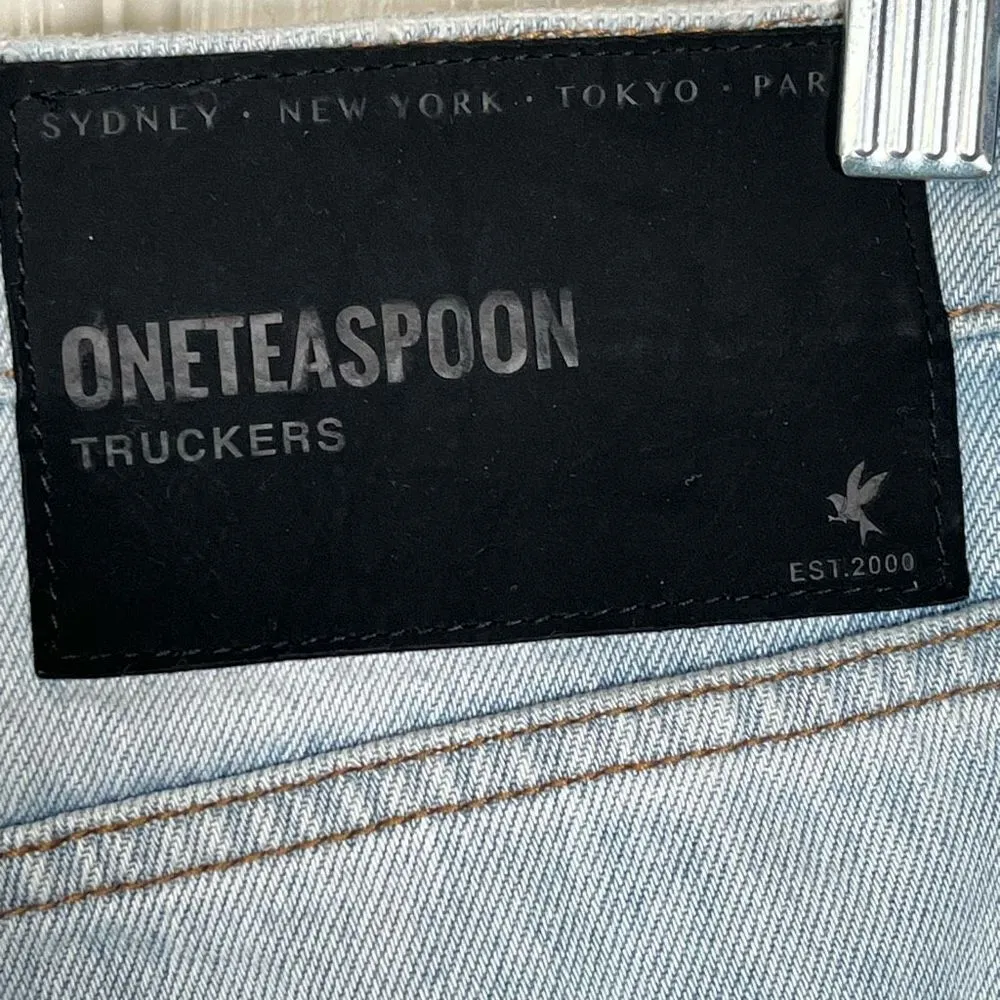 SYDNEY · NEW YORK · TOKYO · PAR
ONETEASPOON
TRUCKERS
EST.2000